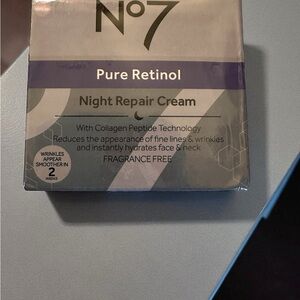 No7
Pure Retinol
Night Repair Cream
With Collagen Peptide Technology
Reduces the appearance of fine lines & wrinkles
and instantly hydrates face & neck
FRAGRANCE FREE
WRINKLES
APPEAR
SMOOTHER IN
2
WEEKS